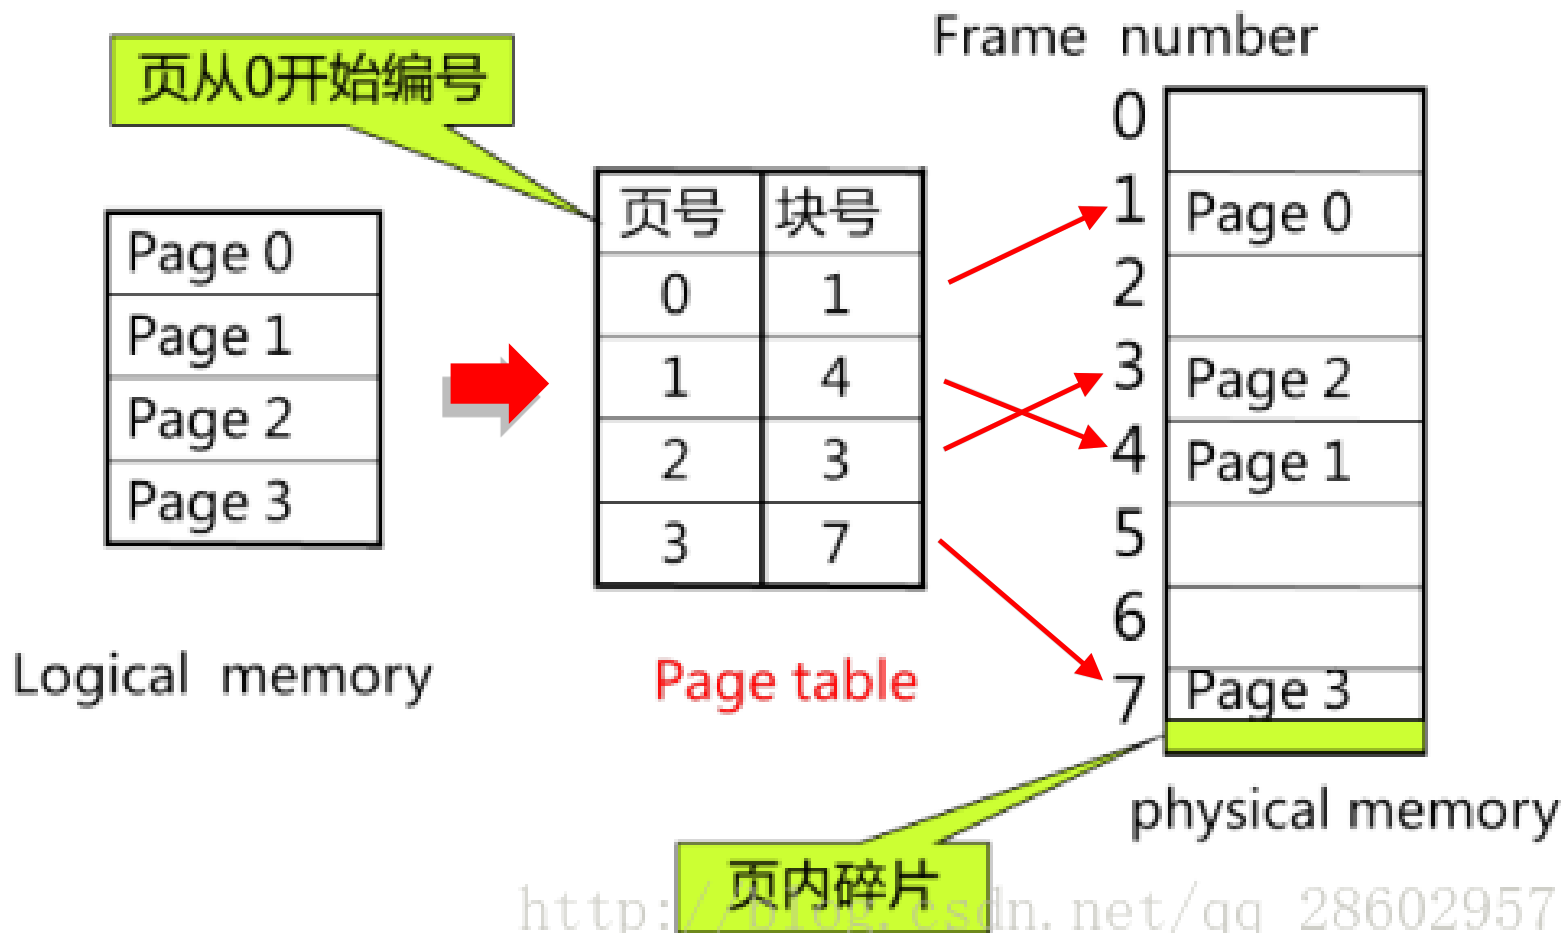 Frame number
页从0开始编号
Page 0
Page 1
Page 2
Page 3
Logical memory
页号 块号
0 1
1 4
2 3
3 7
Page table
0
1 Page 0
2
3 Page 2
4 Page 1
5
6
7 Page 3
physical memory
页内碎片
http://blog.csdn.net/qq_28602957